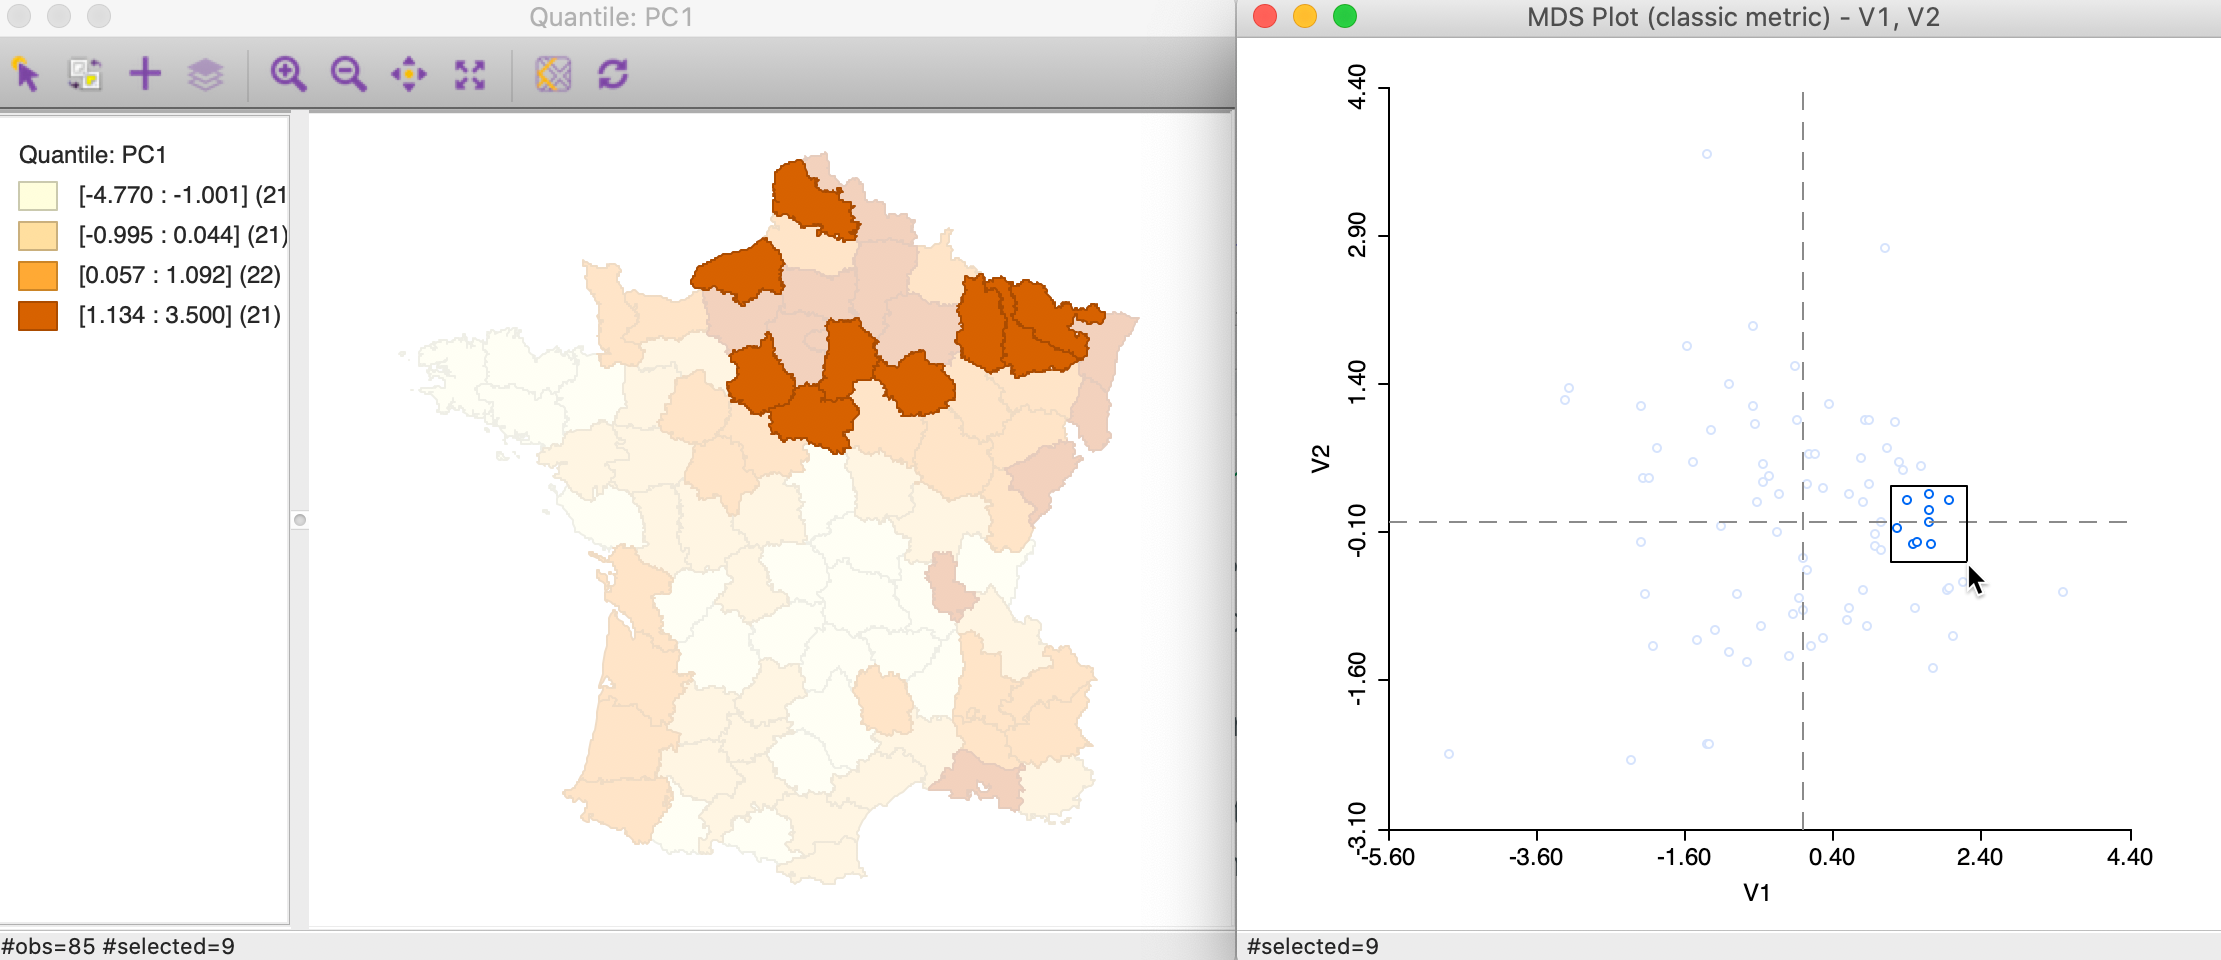 Quantile: PC1
MDS Plot (classic metric) - V1, V2
Quantile: PC1
[-4.770 : -1.001] (21
[-0.995 : 0.044] (21)
[0.057 : 1.092] (22)
[1.134 : 3.500] (21)
4.40
2.90
1.40
-0.10
-1.60
-3.10
V2
-5.60
-3.60
-1.60
0.40
2.40
4.40
V1
#obs=85 #selected=9
#selected=9